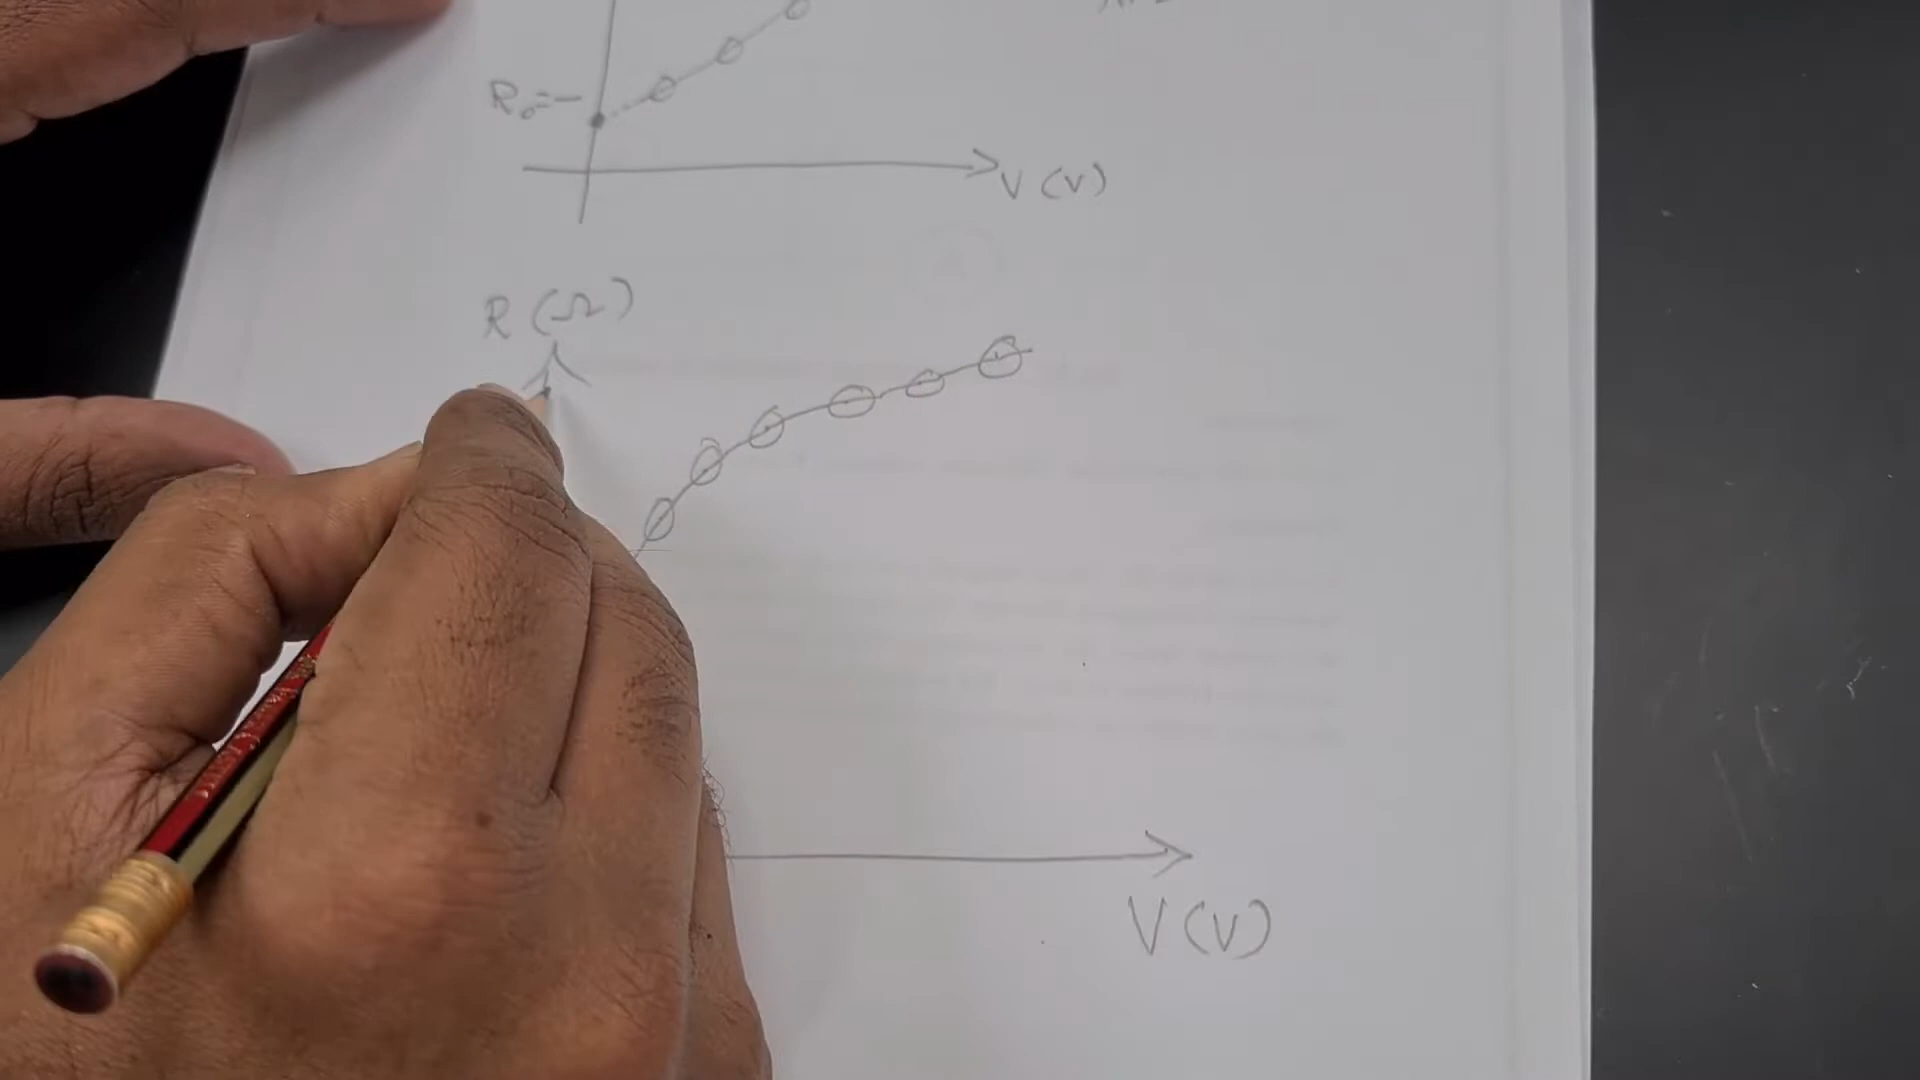 R₀=
V (V)
R (Ω)
V (V)